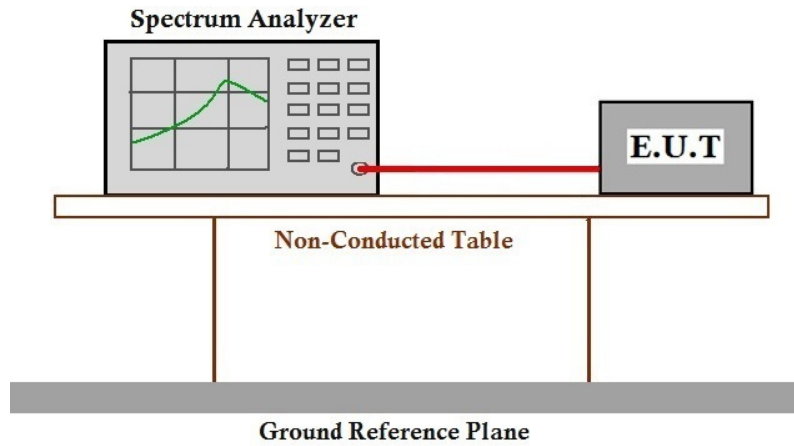 Spectrum Analyzer
E.U.T
Non-Conducted Table
Ground Reference Plane